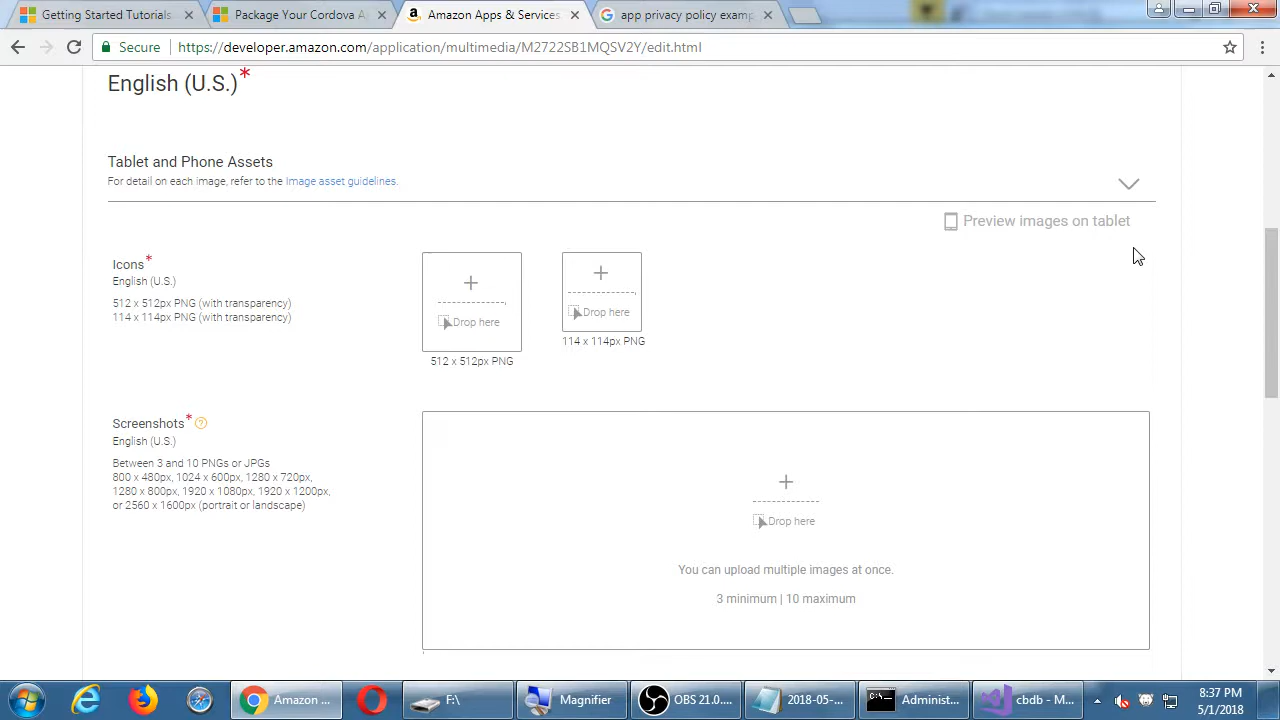 Getting Started Tutorials
Package Your Cordova A
Amazon Apps & Services
app privacy policy examp
Secure
https://developer.amazon.com/application/multimedia/M2722SB1MQSV2Y/edit.html
English (U.S.)*
Tablet and Phone Assets
For detail on each image, refer to the Image asset guidelines.
Preview images on tablet
Icons*
English (U.S.)
512 x 512px PNG (with transparency)
114 x 114px PNG (with transparency)
Drop here
512 x 512px PNG
Drop here
114 x 114px PNG
Screenshots*
English (U.S.)
Between 3 and 10 PNGs or JPGs
800 x 480px, 1024 x 600px, 1280 x 720px,
1280 x 800px, 1920 x 1080px, 1920 x 1200px,
or 2560 x 1600px (portrait or landscape)
Drop here
You can upload multiple images at once.
3 minimum | 10 maximum
Amazon ...
F:\
Magnifier
OBS 21.0....
2018-05-...
Administ...
cbdb - M...
8:37 PM
5/1/2018